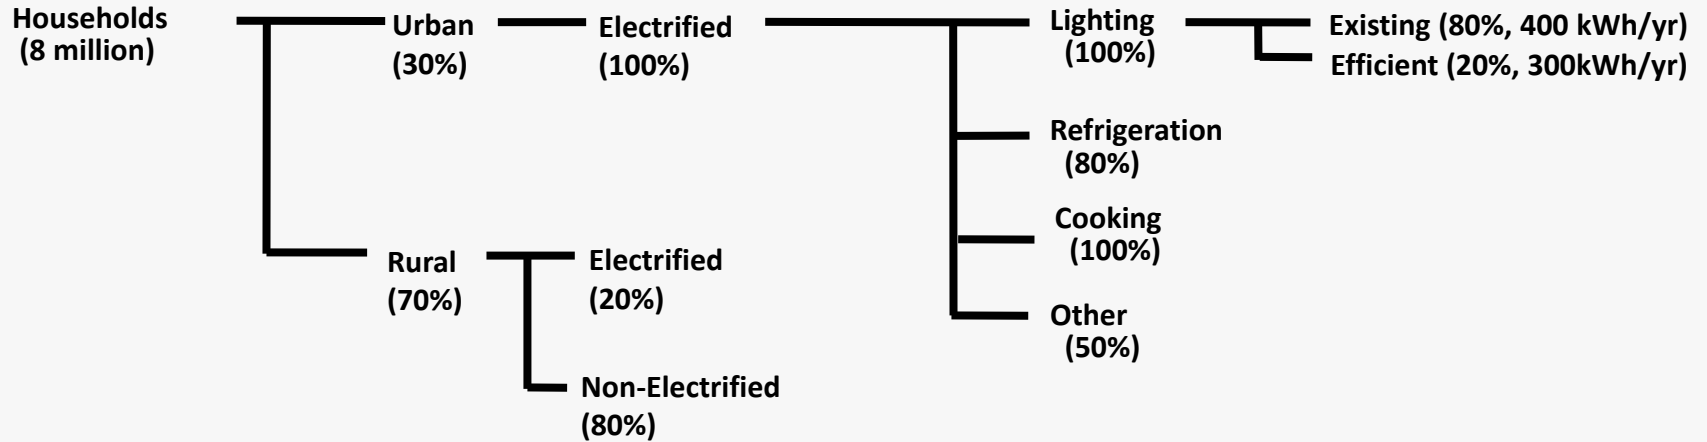 Households
(8 million)
Urban
(30%)
Electrified
(100%)
Lighting
(100%)
Existing (80%, 400 kWh/yr)
Efficient (20%, 300kWh/yr)
Refrigeration
(80%)
Cooking
(100%)
Other
(50%)
Rural
(70%)
Electrified
(20%)
Non-Electrified
(80%)